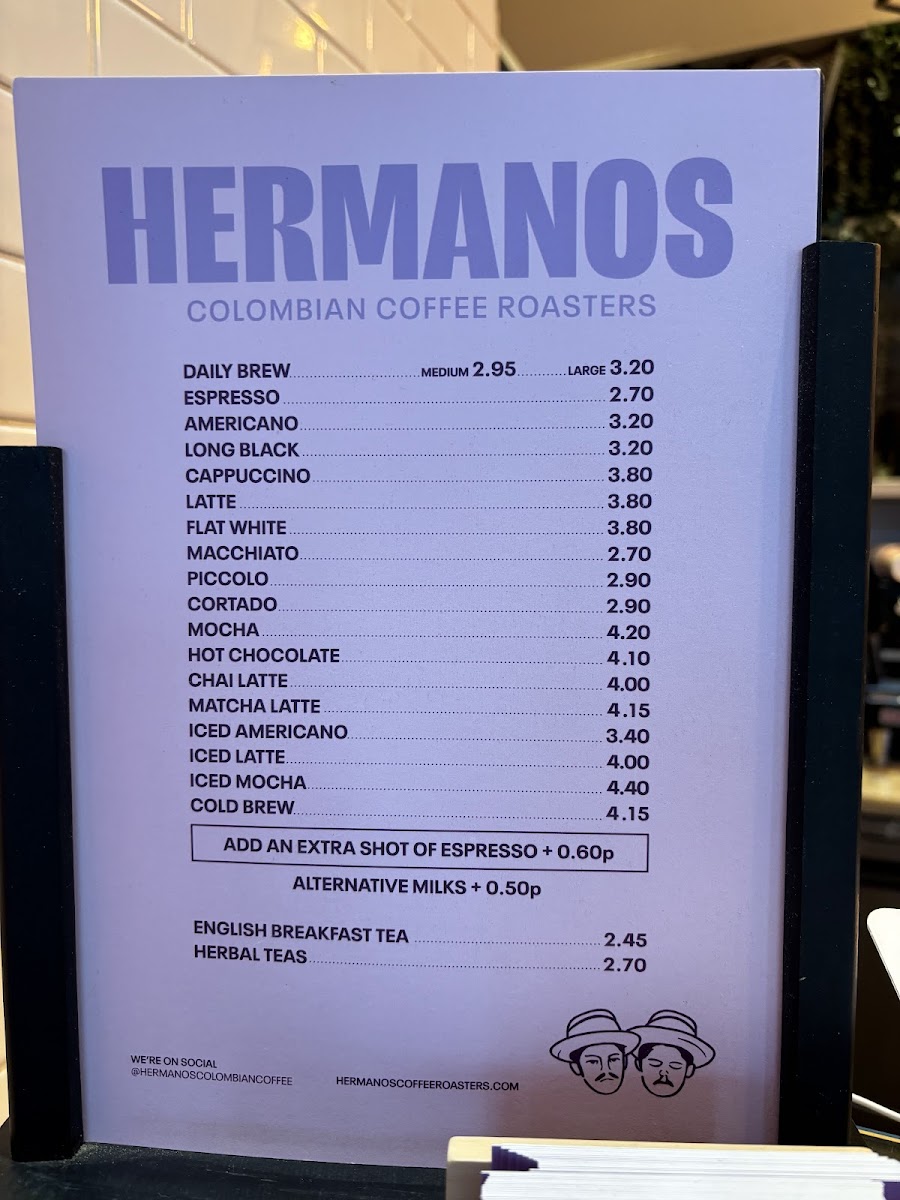 HERMANOS
COLOMBIAN COFFEE ROASTERS
DAILY BREW MEDIUM 2.95 LARGE 3.20
ESPRESSO 2.70
AMERICANO 3.20
LONG BLACK 3.20
CAPPUCCINO 3.80
LATTE 3.80
FLAT WHITE 3.80
MACCHIATO 2.70
PICCOLO 2.90
CORTADO 2.90
MOCHA 4.20
HOT CHOCOLATE 4.10
CHAI LATTE 4.00
MATCHA LATTE 4.15
ICED AMERICANO 3.40
ICED LATTE 4.00
ICED MOCHA 4.40
COLD BREW 4.15
ADD AN EXTRA SHOT OF ESPRESSO + 0.60p
ALTERNATIVE MILKS + 0.50p
ENGLISH BREAKFAST TEA 2.45
HERBAL TEAS 2.70
WE'RE ON SOCIAL
@HERMANOSCOLOMBIANCOFFEE HERMANOSCOFFEEROASTERS.COM